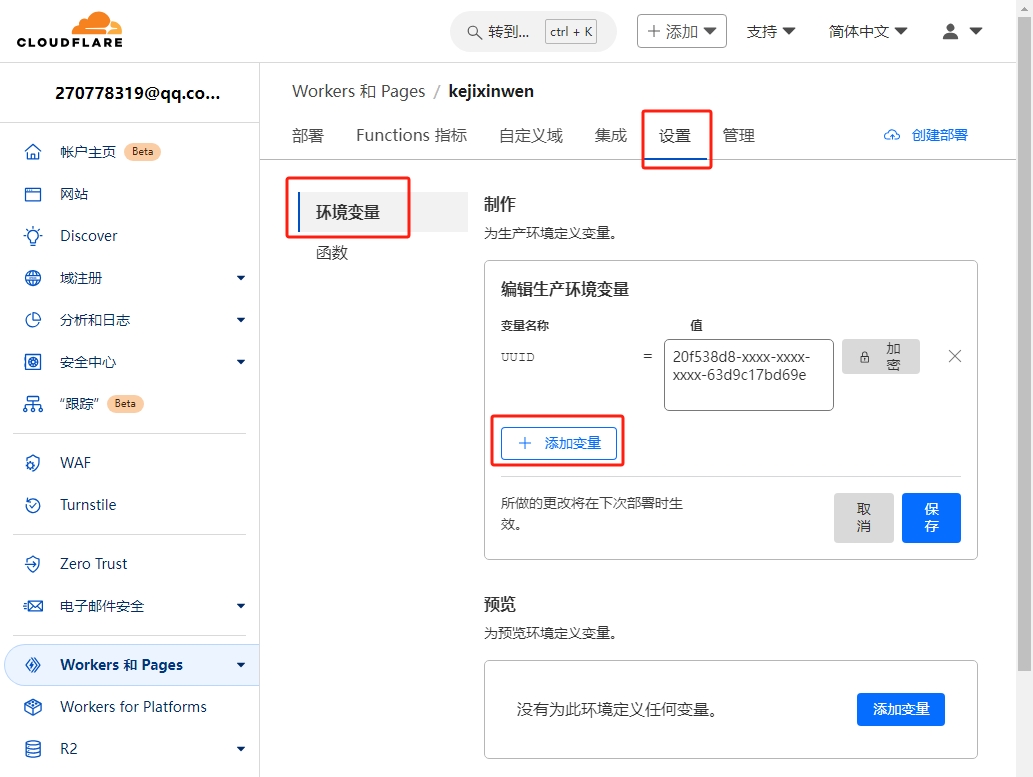 CLOUDFLARE
转到...
ctrl + K
添加
支持
简体中文
270778319@qq.co...
帐户主页 Beta
网站
Discover
域注册
分析和日志
安全中心
“跟踪” Beta
WAF
Turnstile
Zero Trust
电子邮件安全
Workers 和 Pages
Workers for Platforms
R2
Workers 和 Pages / kejixinwen
部署
Functions 指标
自定义域
集成
设置
管理
创建部署
环境变量
函数
制作
为生产环境定义变量。
编辑生产环境变量
变量名称
值
UUID
=
20f538d8-xxxx-xxxx-
xxxx-63d9c17bd69e
加
密
+ 添加变量
所做的更改将在下次部署时生
效。
取
消
保
存
预览
为预览环境定义变量。
没有为此环境定义任何变量。
添加变量